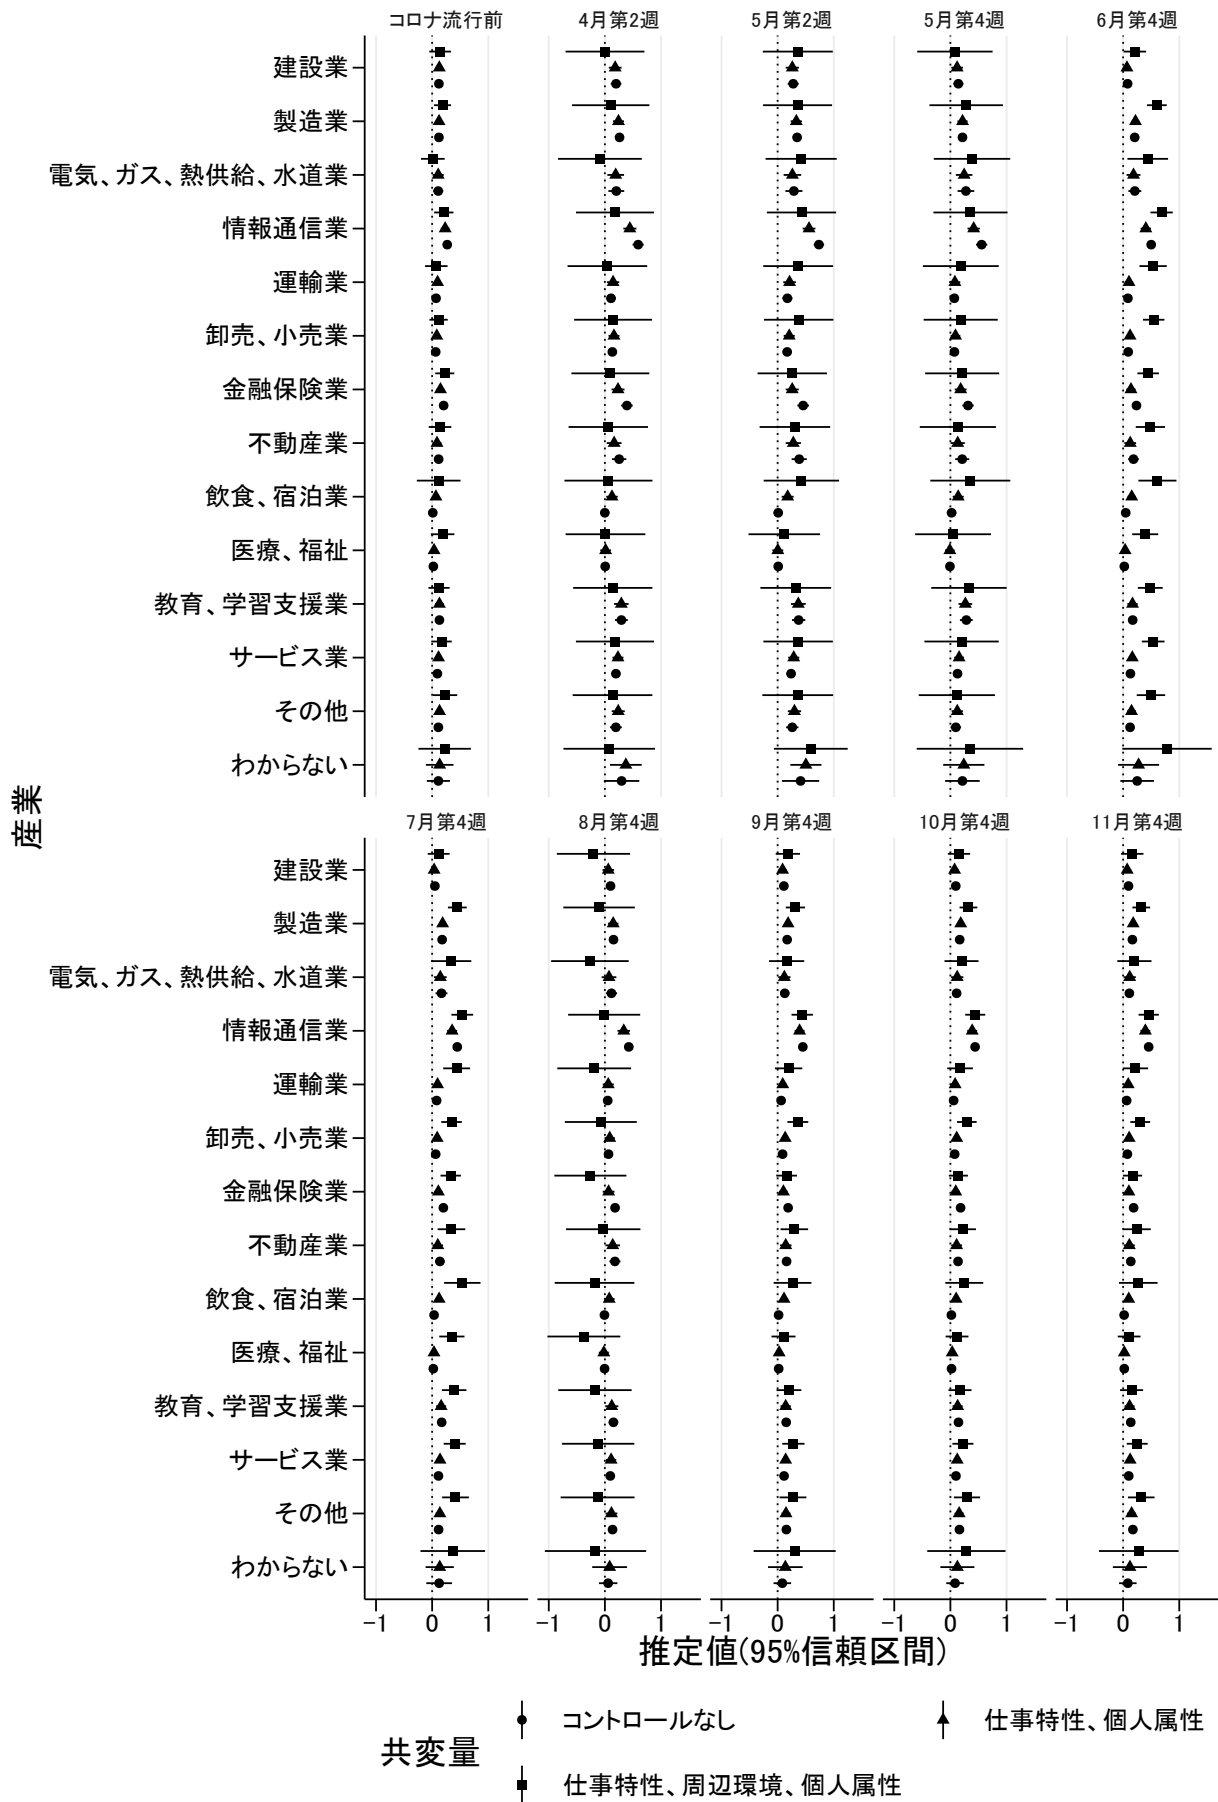 コロナ流行前 4月第2週 5月第2週 5月第4週 6月第4週
建設業
製造業
電気、ガス、熱供給、水道業
情報通信業
運輸業
卸売、小売業
金融保険業
不動産業
飲食、宿泊業
医療、福祉
教育、学習支援業
サービス業
その他
わからない
産業
7月第4週 8月第4週 9月第4週 10月第4週 11月第4週
建設業
製造業
電気、ガス、熱供給、水道業
情報通信業
運輸業
卸売、小売業
金融保険業
不動産業
飲食、宿泊業
医療、福祉
教育、学習支援業
サービス業
その他
わからない
−1 0 1 −1 0 1 −1 0 1 −1 0 1 −1 0 1
推定値(95%信頼区間)
共変量
コントロールなし 仕事特性、個人属性
仕事特性、周辺環境、個人属性